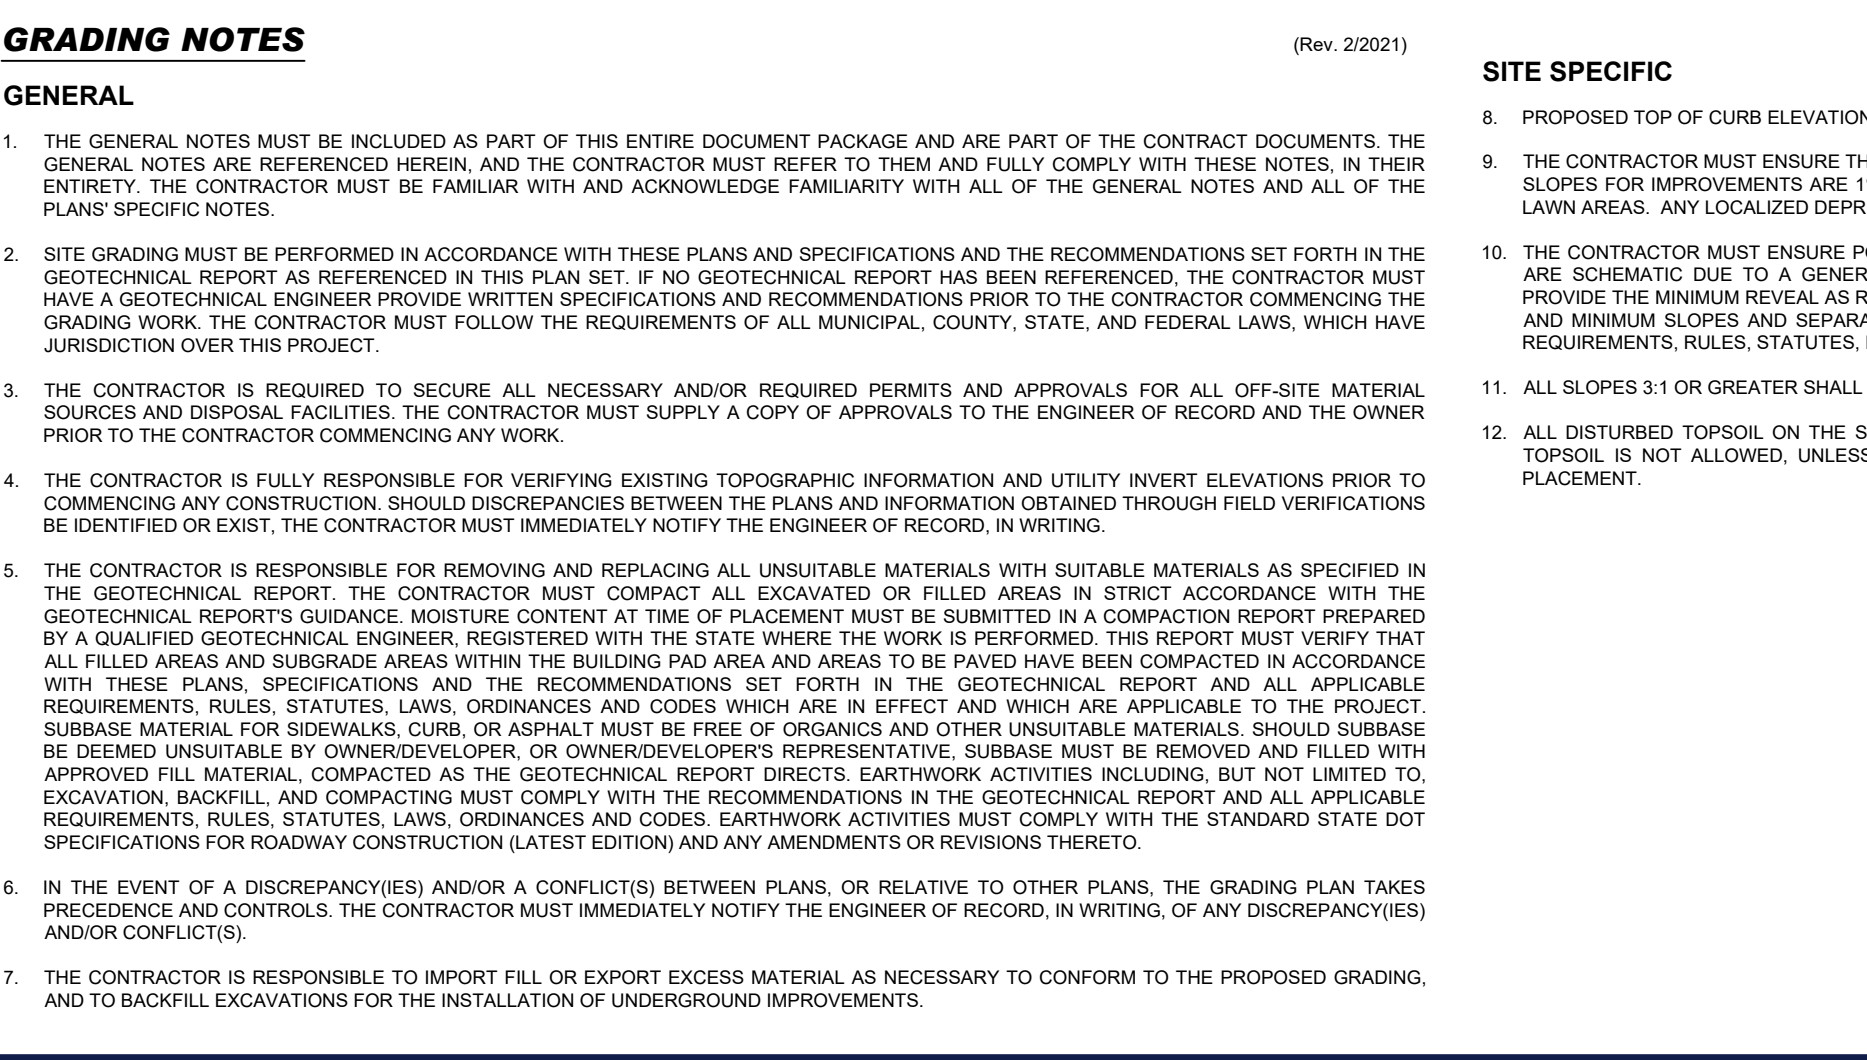 GRADING NOTES
(Rev. 2/2021)
GENERAL
1. THE GENERAL NOTES MUST BE INCLUDED AS PART OF THIS ENTIRE DOCUMENT PACKAGE AND ARE PART OF THE CONTRACT DOCUMENTS. THE
GENERAL NOTES ARE REFERENCED HEREIN, AND THE CONTRACTOR MUST REFER TO THEM AND FULLY COMPLY WITH THESE NOTES, IN THEIR
ENTIRETY. THE CONTRACTOR MUST BE FAMILIAR WITH AND ACKNOWLEDGE FAMILIARITY WITH ALL OF THE GENERAL NOTES AND ALL OF THE
PLANS' SPECIFIC NOTES.
2. SITE GRADING MUST BE PERFORMED IN ACCORDANCE WITH THESE PLANS AND SPECIFICATIONS AND THE RECOMMENDATIONS SET FORTH IN THE
GEOTECHNICAL REPORT AS REFERENCED IN THIS PLAN SET. IF NO GEOTECHNICAL REPORT HAS BEEN REFERENCED, THE CONTRACTOR MUST
HAVE A GEOTECHNICAL ENGINEER PROVIDE WRITTEN SPECIFICATIONS AND RECOMMENDATIONS PRIOR TO THE CONTRACTOR COMMENCING THE
GRADING WORK. THE CONTRACTOR MUST FOLLOW THE REQUIREMENTS OF ALL MUNICIPAL, COUNTY, STATE, AND FEDERAL LAWS, WHICH HAVE
JURISDICTION OVER THIS PROJECT.
3. THE CONTRACTOR IS REQUIRED TO SECURE ALL NECESSARY AND/OR REQUIRED PERMITS AND APPROVALS FOR ALL OFF-SITE MATERIAL
SOURCES AND DISPOSAL FACILITIES. THE CONTRACTOR MUST SUPPLY A COPY OF APPROVALS TO THE ENGINEER OF RECORD AND THE OWNER
PRIOR TO THE CONTRACTOR COMMENCING ANY WORK.
4. THE CONTRACTOR IS FULLY RESPONSIBLE FOR VERIFYING EXISTING TOPOGRAPHIC INFORMATION AND UTILITY INVERT ELEVATIONS PRIOR TO
COMMENCING ANY CONSTRUCTION. SHOULD DISCREPANCIES BETWEEN THE PLANS AND INFORMATION OBTAINED THROUGH FIELD VERIFICATIONS
BE IDENTIFIED OR EXIST, THE CONTRACTOR MUST IMMEDIATELY NOTIFY THE ENGINEER OF RECORD, IN WRITING.
5. THE CONTRACTOR IS RESPONSIBLE FOR REMOVING AND REPLACING ALL UNSUITABLE MATERIALS WITH SUITABLE MATERIALS AS SPECIFIED IN
THE GEOTECHNICAL REPORT. THE CONTRACTOR MUST COMPACT ALL EXCAVATED OR FILLED AREAS IN STRICT ACCORDANCE WITH THE
GEOTECHNICAL REPORT'S GUIDANCE. MOISTURE CONTENT AT TIME OF PLACEMENT MUST BE SUBMITTED IN A COMPACTION REPORT PREPARED
BY A QUALIFIED GEOTECHNICAL ENGINEER, REGISTERED WITH THE STATE WHERE THE WORK IS PERFORMED. THIS REPORT MUST VERIFY THAT
ALL FILLED AREAS AND SUBGRADE AREAS WITHIN THE BUILDING PAD AREA AND AREAS TO BE PAVED HAVE BEEN COMPACTED IN ACCORDANCE
WITH THESE PLANS, SPECIFICATIONS AND THE RECOMMENDATIONS SET FORTH IN THE GEOTECHNICAL REPORT AND ALL APPLICABLE
REQUIREMENTS, RULES, STATUTES, LAWS, ORDINANCES AND CODES WHICH ARE IN EFFECT AND WHICH ARE APPLICABLE TO THE PROJECT.
SUBBASE MATERIAL FOR SIDEWALKS, CURB, OR ASPHALT MUST BE FREE OF ORGANICS AND OTHER UNSUITABLE MATERIALS. SHOULD SUBBASE
BE DEEMED UNSUITABLE BY OWNER/DEVELOPER, OR OWNER/DEVELOPER'S REPRESENTATIVE, SUBBASE MUST BE REMOVED AND FILLED WITH
APPROVED FILL MATERIAL, COMPACTED AS THE GEOTECHNICAL REPORT DIRECTS. EARTHWORK ACTIVITIES INCLUDING, BUT NOT LIMITED TO,
EXCAVATION, BACKFILL, AND COMPACTING MUST COMPLY WITH THE RECOMMENDATIONS IN THE GEOTECHNICAL REPORT AND ALL APPLICABLE
REQUIREMENTS, RULES, STATUTES, LAWS, ORDINANCES AND CODES. EARTHWORK ACTIVITIES MUST COMPLY WITH THE STANDARD STATE DOT
SPECIFICATIONS FOR ROADWAY CONSTRUCTION (LATEST EDITION) AND ANY AMENDMENTS OR REVISIONS THERETO.
6. IN THE EVENT OF A DISCREPANCY(IES) AND/OR A CONFLICT(S) BETWEEN PLANS, OR RELATIVE TO OTHER PLANS, THE GRADING PLAN TAKES
PRECEDENCE AND CONTROLS. THE CONTRACTOR MUST IMMEDIATELY NOTIFY THE ENGINEER OF RECORD, IN WRITING, OF ANY DISCREPANCY(IES)
AND/OR CONFLICT(S).
7. THE CONTRACTOR IS RESPONSIBLE TO IMPORT FILL OR EXPORT EXCESS MATERIAL AS NECESSARY TO CONFORM TO THE PROPOSED GRADING,
AND TO BACKFILL EXCAVATIONS FOR THE INSTALLATION OF UNDERGROUND IMPROVEMENTS.
SITE SPECIFIC
8. PROPOSED TOP OF CURB ELEVATION
9. THE CONTRACTOR MUST ENSURE TH
SLOPES FOR IMPROVEMENTS ARE 1
LAWN AREAS. ANY LOCALIZED DEPR
10. THE CONTRACTOR MUST ENSURE PO
ARE SCHEMATIC DUE TO A GENER
PROVIDE THE MINIMUM REVEAL AS R
AND MINIMUM SLOPES AND SEPARA
REQUIREMENTS, RULES, STATUTES,
11. ALL SLOPES 3:1 OR GREATER SHALL
12. ALL DISTURBED TOPSOIL ON THE S
TOPSOIL IS NOT ALLOWED, UNLESS
PLACEMENT.